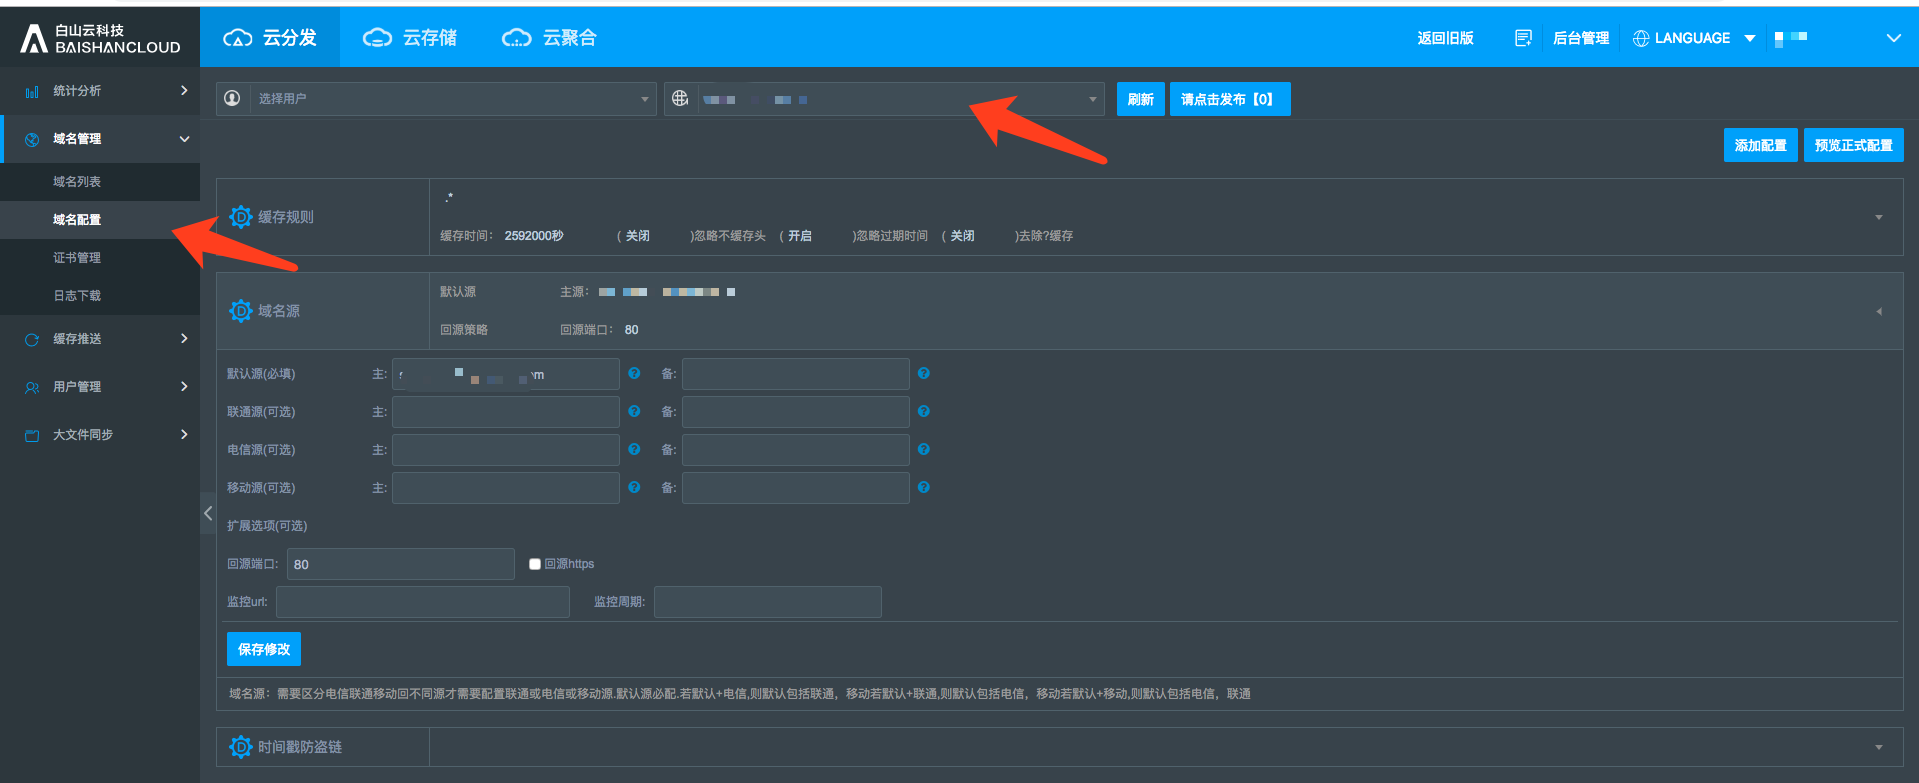 白山云科技
BAISHANCLOUD
云分发
云存储
云聚合
返回旧版
后台管理
LANGUAGE
统计分析
域名管理
域名列表
域名配置
证书管理
日志下载
缓存推送
用户管理
大文件同步
选择用户
刷新
请点击发布【0】
添加配置
预览正式配置
缓存规则
.*
缓存时间： 2592000秒 ( 关闭 )忽略不缓存头 ( 开启 )忽略过期时间 ( 关闭 )去除?缓存
域名源
默认源 主源：
回源策略 回源端口： 80
默认源(必填) 主: 备:
联通源(可选) 主: 备:
电信源(可选) 主: 备:
移动源(可选) 主: 备:
扩展选项(可选)
回源端口: 80 回源https
监控url: 监控周期:
保存修改
域名源：需要区分电信联通移动回不同源才需要配置联通或电信或移动源.默认源必配.若默认+电信,则默认包括联通，移动若默认+联通,则默认包括电信，移动若默认+移动,则默认包括电信，联通
时间戳防盗链